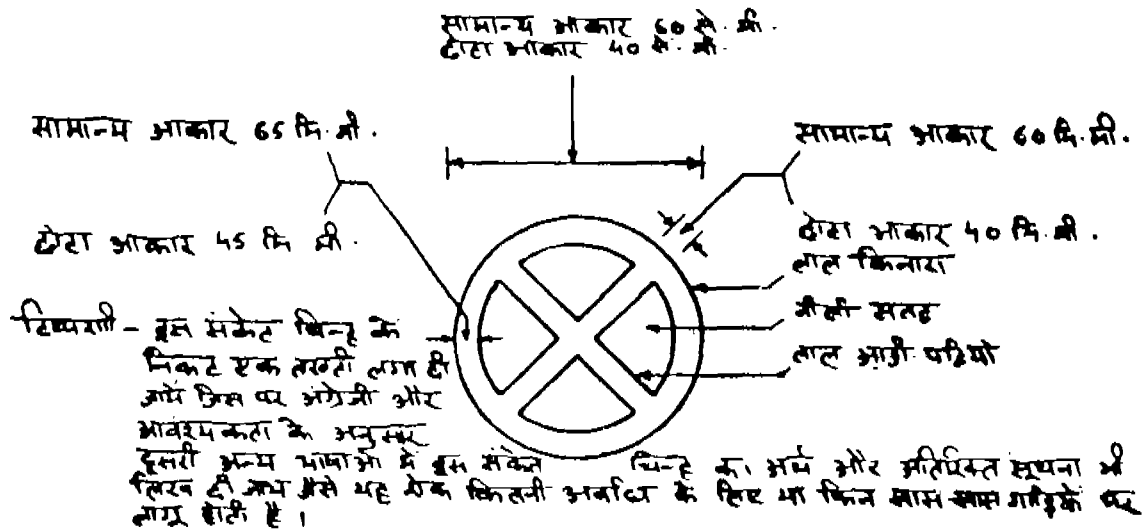 सामान्य आकार 60 से. मी.
छोटा आकार 40 से. मी.
सामान्य आकार 65 मि. मी.
सामान्य आकार 60 मि. मी.
छोटा आकार 45 मि मी.
छोटा आकार 40 मि. मी.
लाल किनारा
नीली सतह
लाल आड़ी पट्टियां
टिप्पणी - इस संकेत चिन्ह के
निकट एक तख्ती लगा दी
जाये जिस पर अंग्रेजी और
आवश्यकता के अनुसार
दूसरी अन्य भाषाओं में इस संकेत चिन्ह का अर्थ और अतिरिक्त सूचना भी
लिख दी जाय जैसे यह रोक कितनी अवधि के लिए या किन खास खास पर
लागू होती है ।